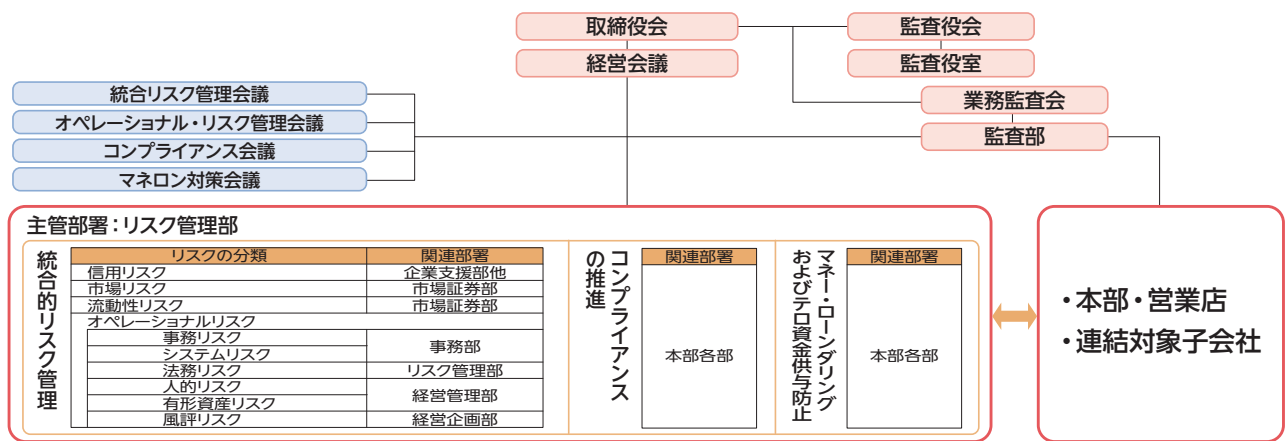 取締役会
監査役会
経営会議
監査役室
統合リスク管理会議
オペレーショナル・リスク管理会議
コンプライアンス会議
マネロン対策会議
業務監査会
監査部
主管部署：リスク管理部
統合的リスク管理
リスクの分類
関連部署
信用リスク
企業支援部他
市場リスク
市場証券部
流動性リスク
市場証券部
オペレーショナルリスク
事務リスク
システムリスク
事務部
法務リスク
リスク管理部
人的リスク
有形資産リスク
経営管理部
風評リスク
経営企画部
コンプライアンス
の推進
関連部署
本部各部
マネー・ローンダリング
およびテロ資金供与防止
関連部署
本部各部
・本部・営業店
・連結対象子会社